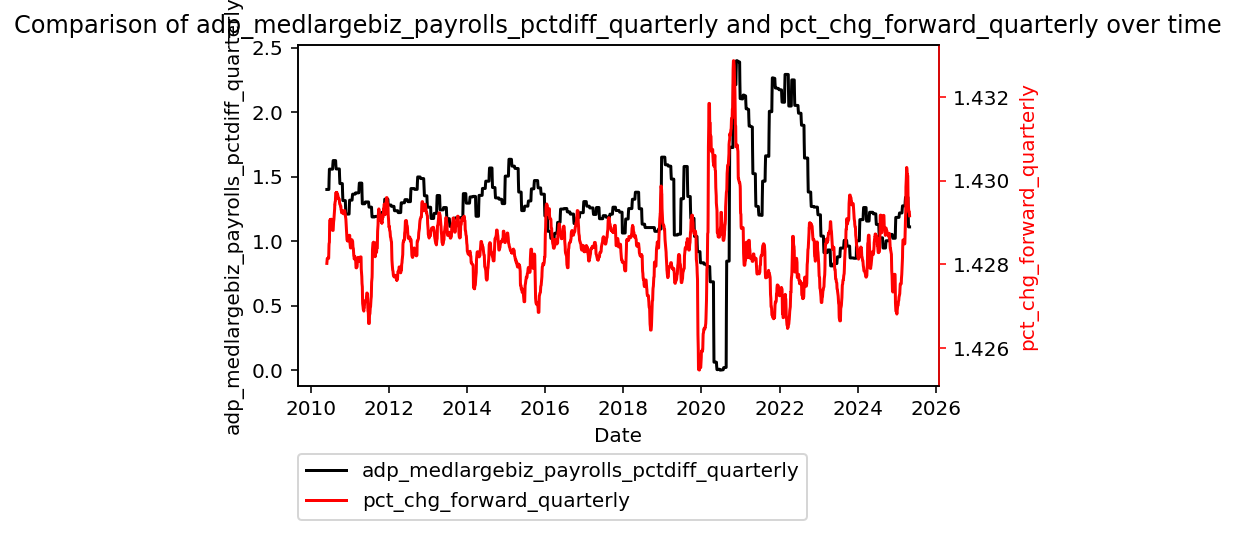 Comparison of adp_medlargebiz_payrolls_pctdiff_quarterly and pct_chg_forward_quarterly over time
adp_medlargebiz_payrolls_pctdiff_quarterly
2.5
2.0
1.5
1.0
0.5
0.0
1.432
1.430
1.428
1.426
pct_chg_forward_quarterly
2010 2012 2014 2016 2018 2020 2022 2024 2026
Date
adp_medlargebiz_payrolls_pctdiff_quarterly
pct_chg_forward_quarterly